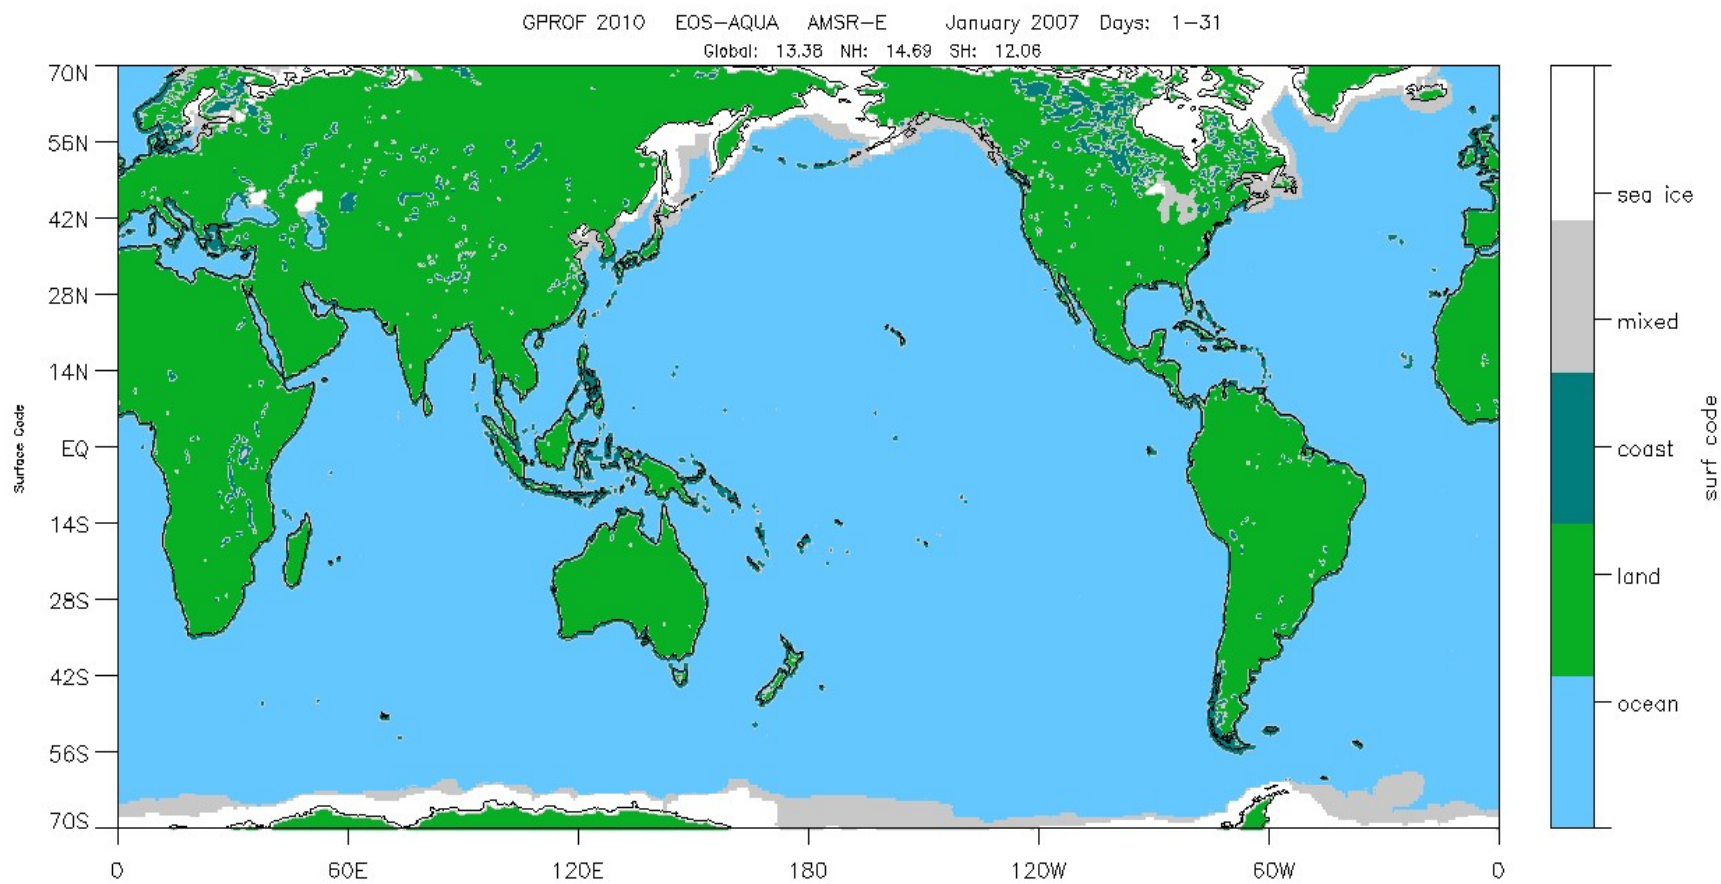 GPROF 2010 EOS-AQUA AMSR-E January 2007 Days: 1-31
Global: 13.38 NH: 14.69 SH: 12.06
70N
56N
42N
28N
14N
EQ
14S
28S
42S
56S
70S
Surface Code
0 60E 120E 180 120W 60W 0
sea ice
mixed
coast
land
ocean
surf code